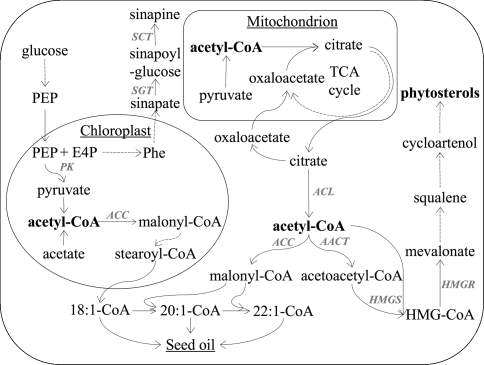 sinapine
SCT
sinapoyl
-glucose
SGT
sinapate
Mitochondrion
acetyl-CoA
citrate
oxaloacetate
TCA
cycle
pyruvate
glucose
PEP
Chloroplast
PEP + E4P
Phe
PK
pyruvate
acetyl-CoA
ACC
malonyl-CoA
acetate
stearoyl-CoA
oxaloacetate
citrate
ACL
acetyl-CoA
ACC
AACT
malonyl-CoA
acetoacetyl-CoA
HMGS
HMG-CoA
HMGR
mevalonate
squalene
cycloartenol
phytosterols
18:1-CoA
20:1-CoA
22:1-CoA
Seed oil